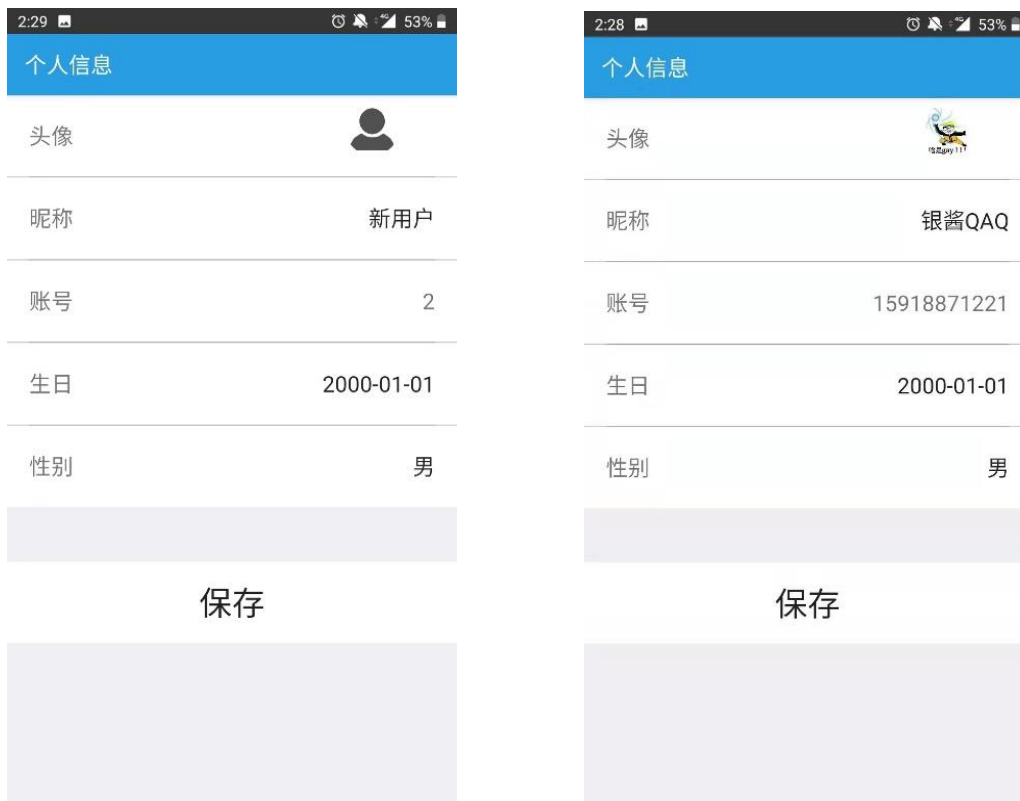 2:29
4G
53%
个人信息
头像
昵称
新用户
账号
2
生日
2000-01-01
性别
男
保存
2:28
4G
53%
个人信息
头像
昵称
银酱QAQ
账号
15918871221
生日
2000-01-01
性别
男
保存